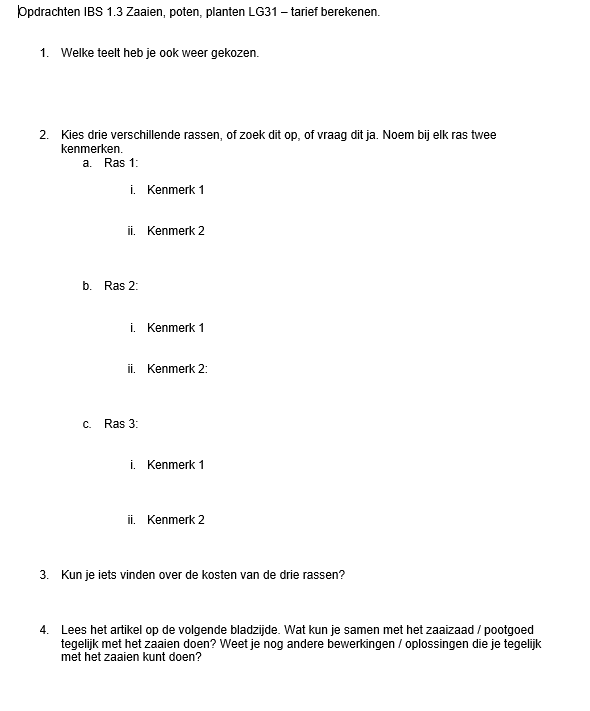 Opdrachten IBS 1.3 Zaaien, poten, planten LG31 – tarief berekenen.
1. Welke teelt heb je ook weer gekozen.
2. Kies drie verschillende rassen, of zoek dit op, of vraag dit ja. Noem bij elk ras twee
kenmerken.
a. Ras 1:
i. Kenmerk 1
ii. Kenmerk 2
b. Ras 2:
i. Kenmerk 1
ii. Kenmerk 2:
c. Ras 3:
i. Kenmerk 1
ii. Kenmerk 2
3. Kun je iets vinden over de kosten van de drie rassen?
4. Lees het artikel op de volgende bladzijde. Wat kun je samen met het zaaizaad / pootgoed
tegelijk met het zaaien doen? Weet je nog andere bewerkingen / oplossingen die je tegelijk
met het zaaien kunt doen?